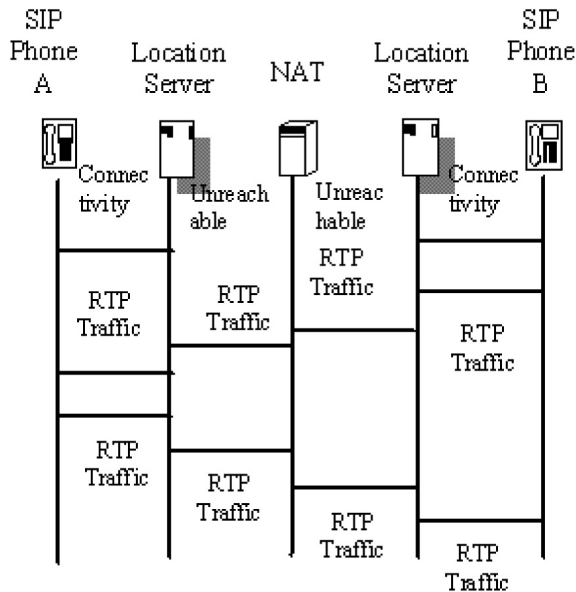 SIP
Phone
A
Location
Server
NAT
Location
Server
SIP
Phone
B
Connec
tivity
Unreach
able
Unreac
hable
Connec
tivity
RTP
Traffic
RTP
Traffic
RTP
Traffic
RTP
Traffic
RTP
Traffic
RTP
Traffic
RTP
Traffic
RTP
Traffic